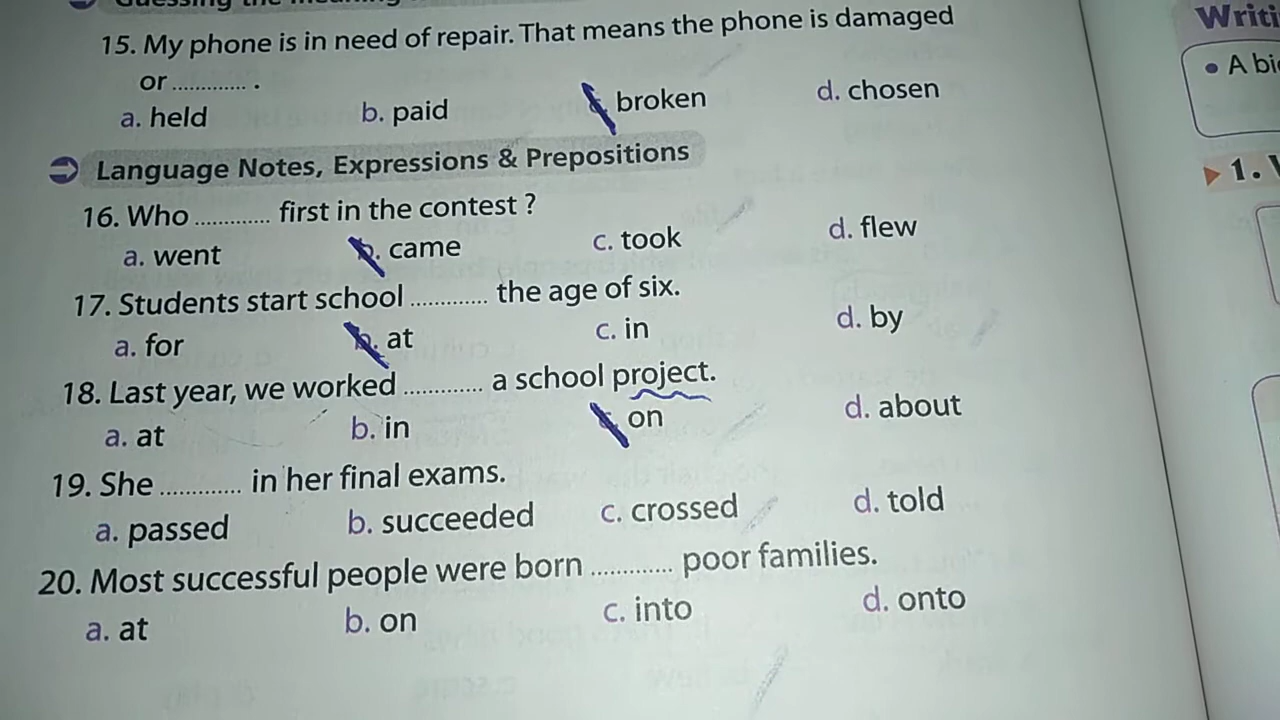 Guessing the
15. My phone is in need of repair. That means the phone is damaged
or ............. .
a. held b. paid broken d. chosen
Language Notes, Expressions & Prepositions
16. Who ............. first in the contest ?
a. went b. came c. took d. flew
17. Students start school ............. the age of six.
a. for b. at c. in d. by
18. Last year, we worked ............. a school project.
a. at b. in on d. about
19. She ............. in her final exams.
a. passed b. succeeded c. crossed d. told
20. Most successful people were born ............. poor families.
a. at b. on c. into d. onto
Writi
• A bi
1.